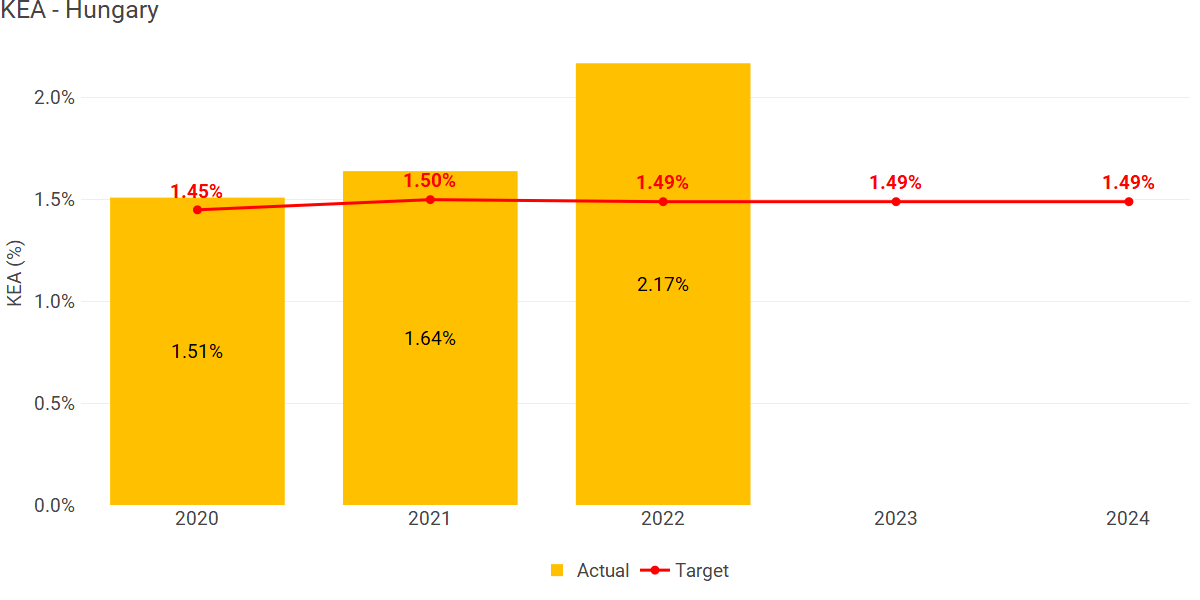 KEA - Hungary
2.0%
1.5%
1.0%
0.5%
0.0%
KEA (%)
1.45% 1.50% 1.49% 1.49% 1.49%
1.51% 1.64% 2.17%
2020 2021 2022 2023 2024
Actual Target